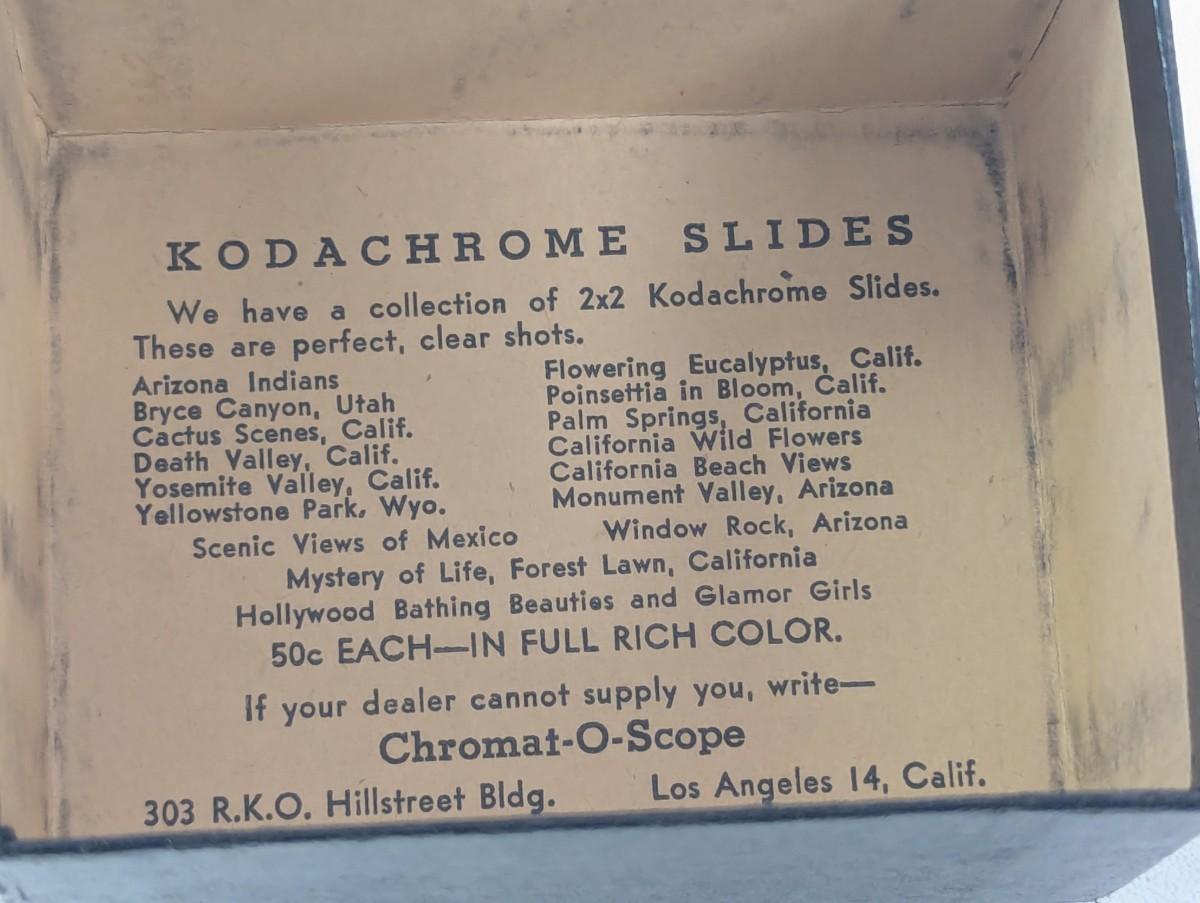 KODACHROME SLIDES
We have a collection of 2x2 Kodachrome Slides.
These are perfect, clear shots.
Arizona Indians
Bryce Canyon, Utah
Cactus Scenes, Calif.
Death Valley, Calif.
Yosemite Valley, Calif.
Yellowstone Park, Wyo.
Flowering Eucalyptus, Calif.
Poinsettia in Bloom, Calif.
Palm Springs, California
California Wild Flowers
California Beach Views
Monument Valley, Arizona
Scenic Views of Mexico Window Rock, Arizona
Mystery of Life, Forest Lawn, California
Hollywood Bathing Beauties and Glamor Girls
50c EACH—IN FULL RICH COLOR.
If your dealer cannot supply you, write—
Chromat-O-Scope
303 R.K.O. Hillstreet Bldg. Los Angeles 14, Calif.